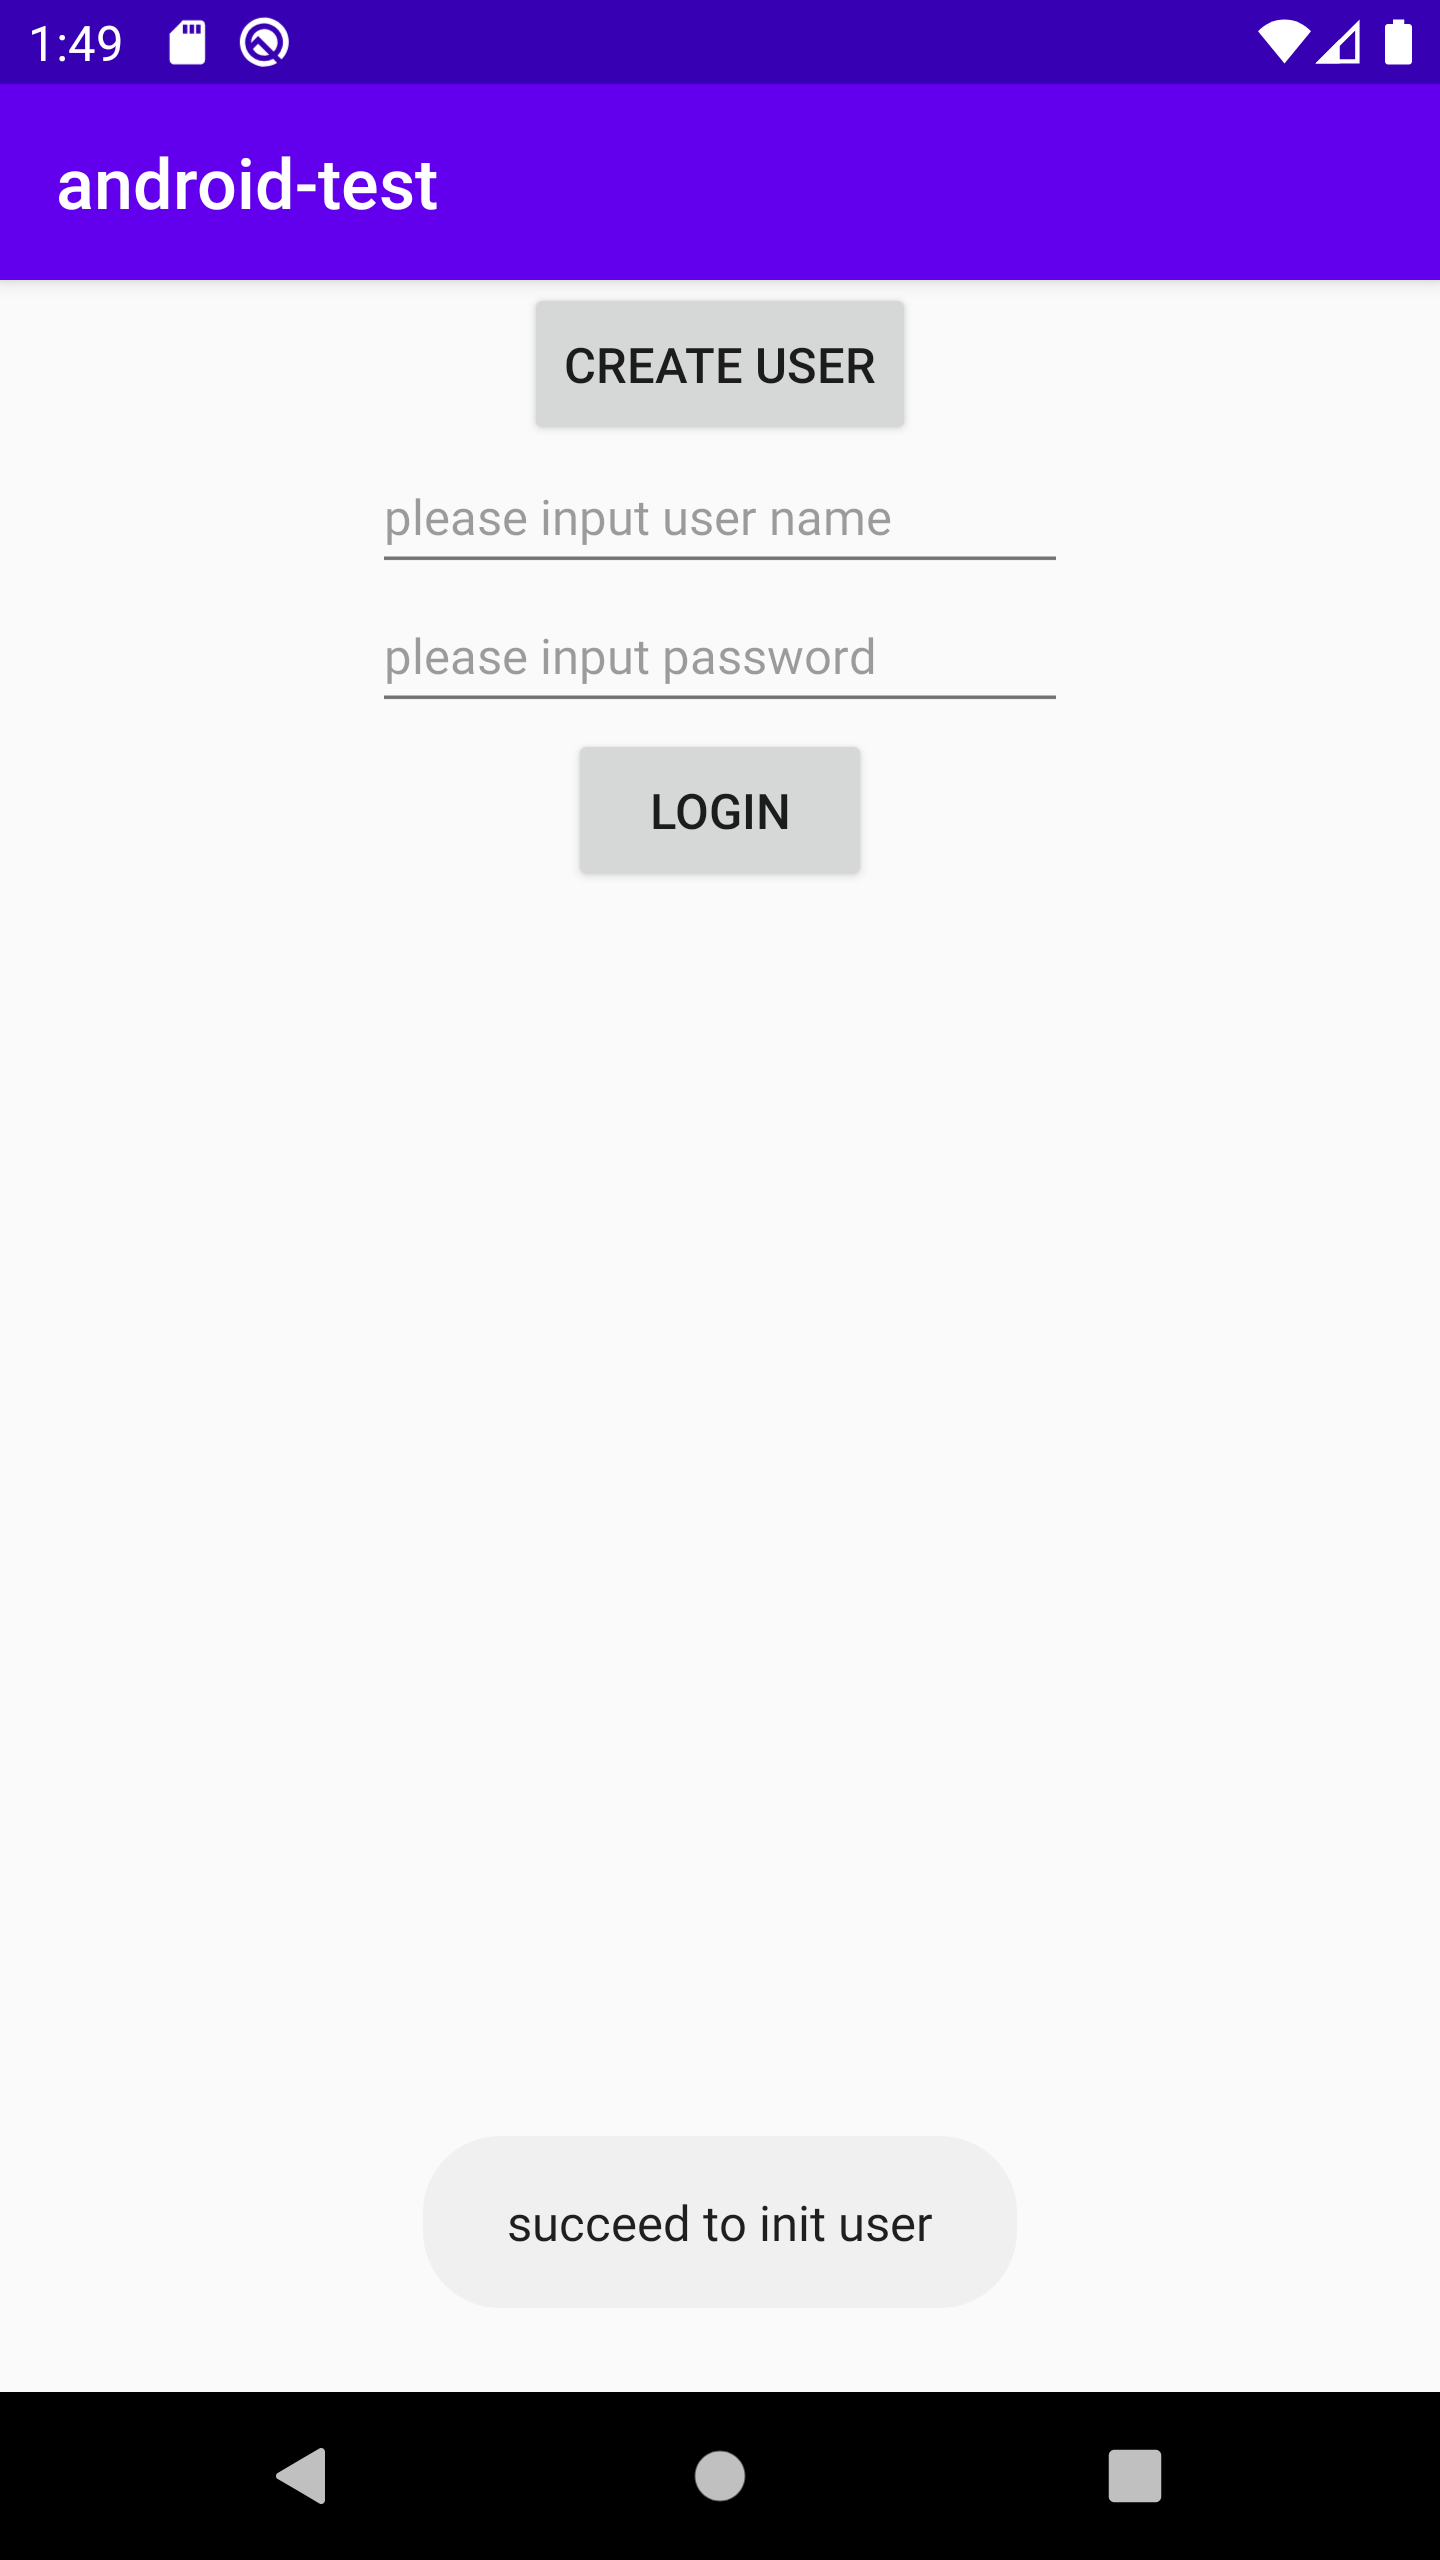 1:49
android-test
CREATE USER
please input user name
please input password
LOGIN
succeed to init user